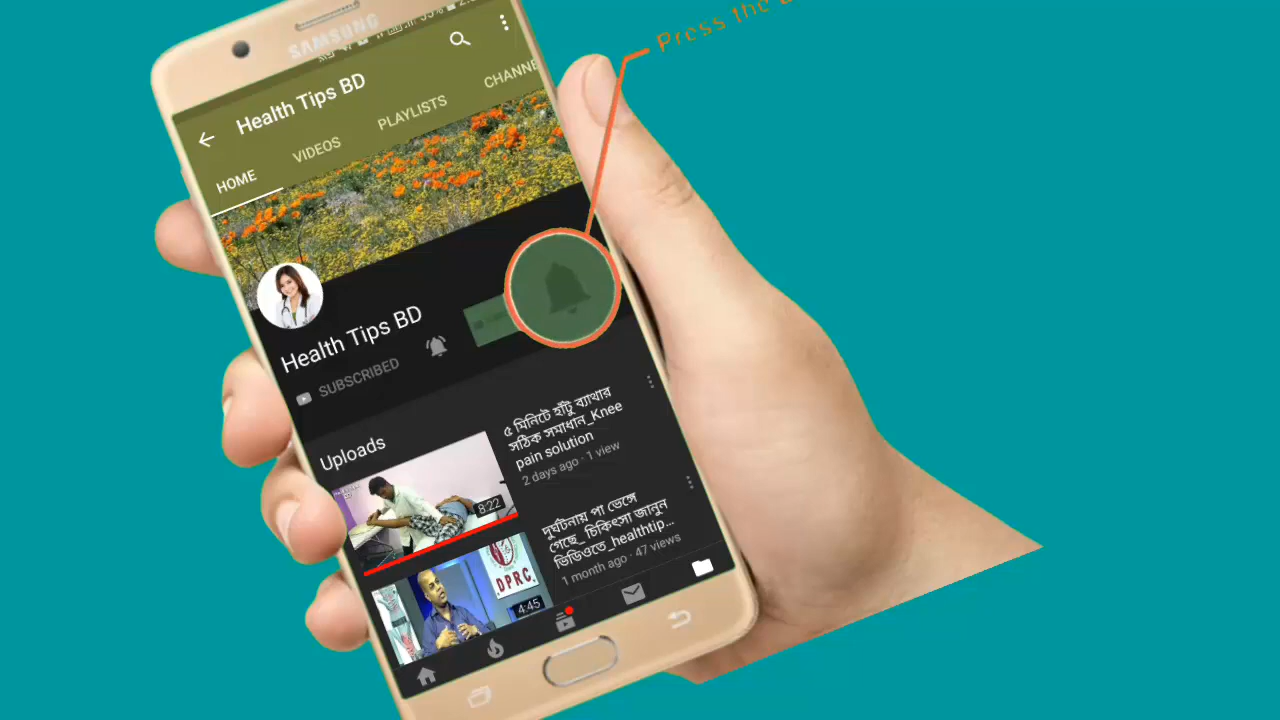 Press the
SAMSUNG
Health Tips BD
HOME
VIDEOS
PLAYLISTS
CHANNE
Health Tips BD
SUBSCRIBED
Uploads
৫ মিনিটে হাঁটু ব্যাথার
সঠিক সমাধান_Knee
pain solution
2 days ago · 1 view
8:22
দুর্ঘটনায় পা ভেঙ্গে
গেছে_ চিকিৎসা জানুন
ভিডিওতে_healthtip...
1 month ago · 47 views
DPRC
4:45